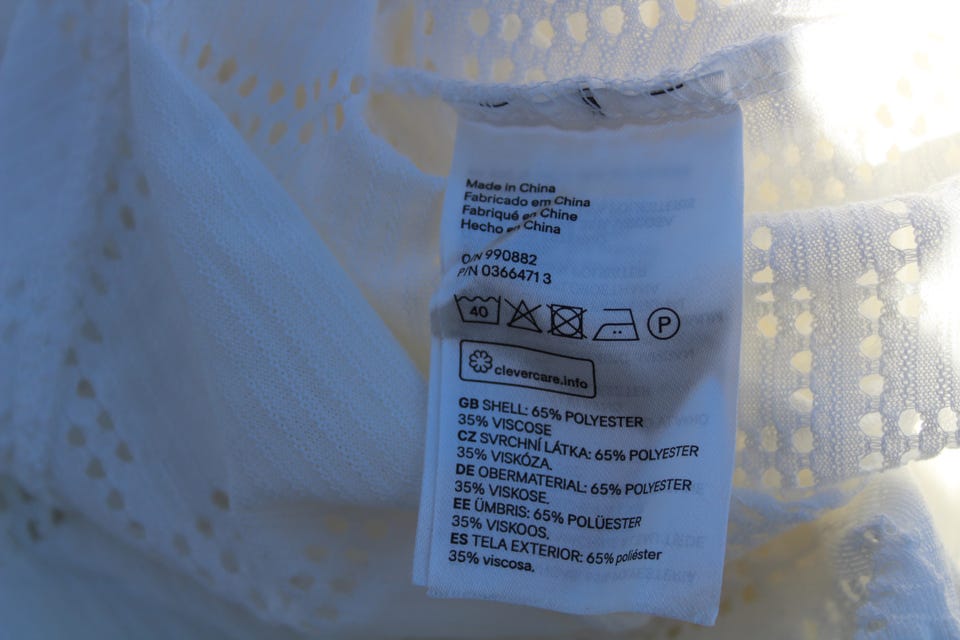 Made in China
Fabricado em China
Fabriqué en Chine
Hecho en China
O/N 990882
P/N 03664713
40
P
clevercare.info
GB SHELL: 65% POLYESTER
35% VISCOSE
CZ SVRCHNÍ LÁTKA: 65% POLYESTER
35% VISKÓZA.
DE OBERMATERIAL: 65% POLYESTER
35% VISKOSE.
EE ÜMBRIS: 65% POLÜESTER
35% VISKOOS.
ES TELA EXTERIOR: 65% poliéster
35% viscosa.